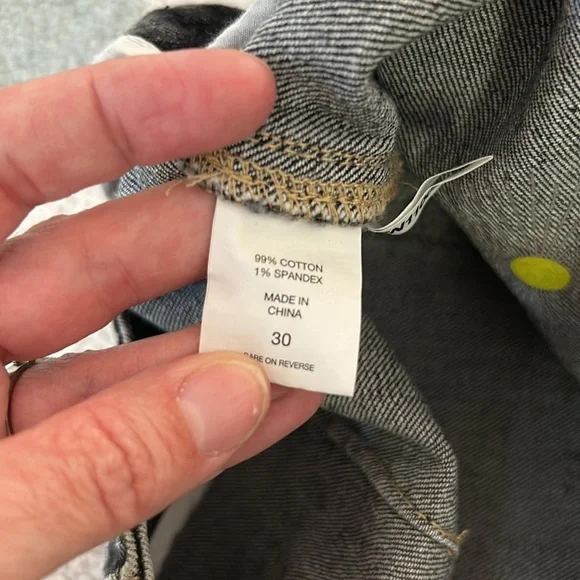 99% COTTON
1% SPANDEX
MADE IN
CHINA
30
CARE ON REVERSE